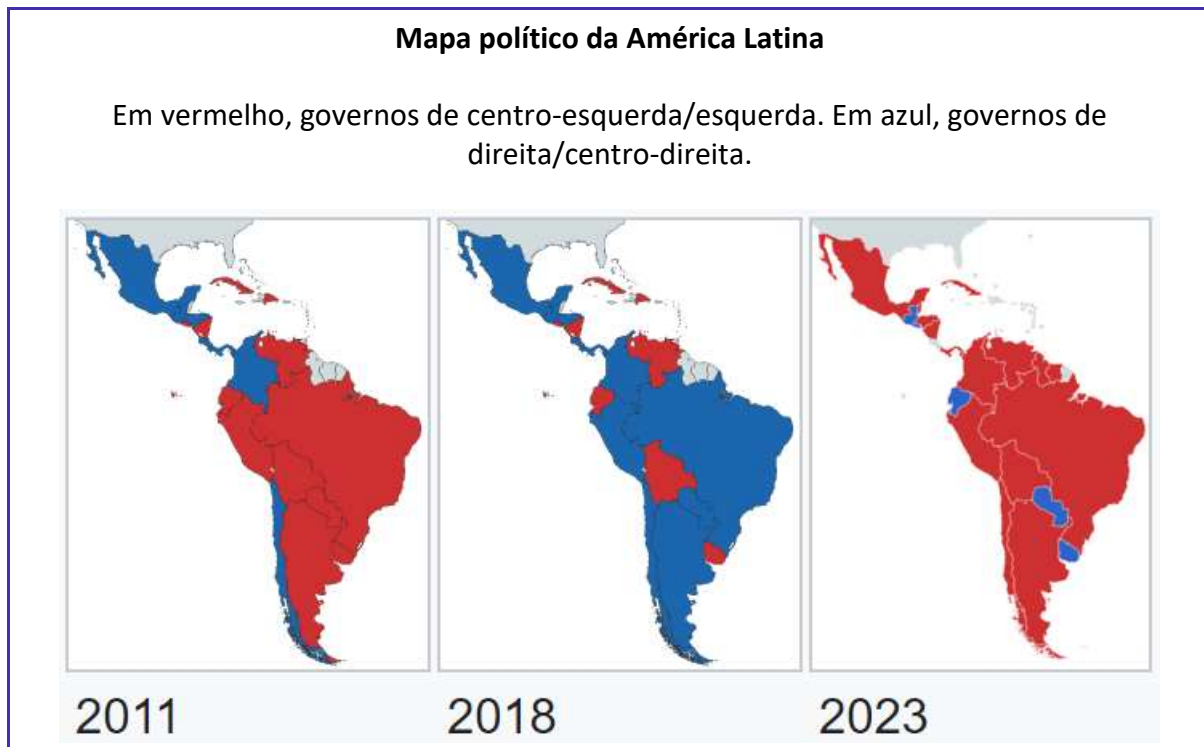 Mapa político da América Latina
Em vermelho, governos de centro-esquerda/esquerda. Em azul, governos de
direita/centro-direita.
2011
2018
2023